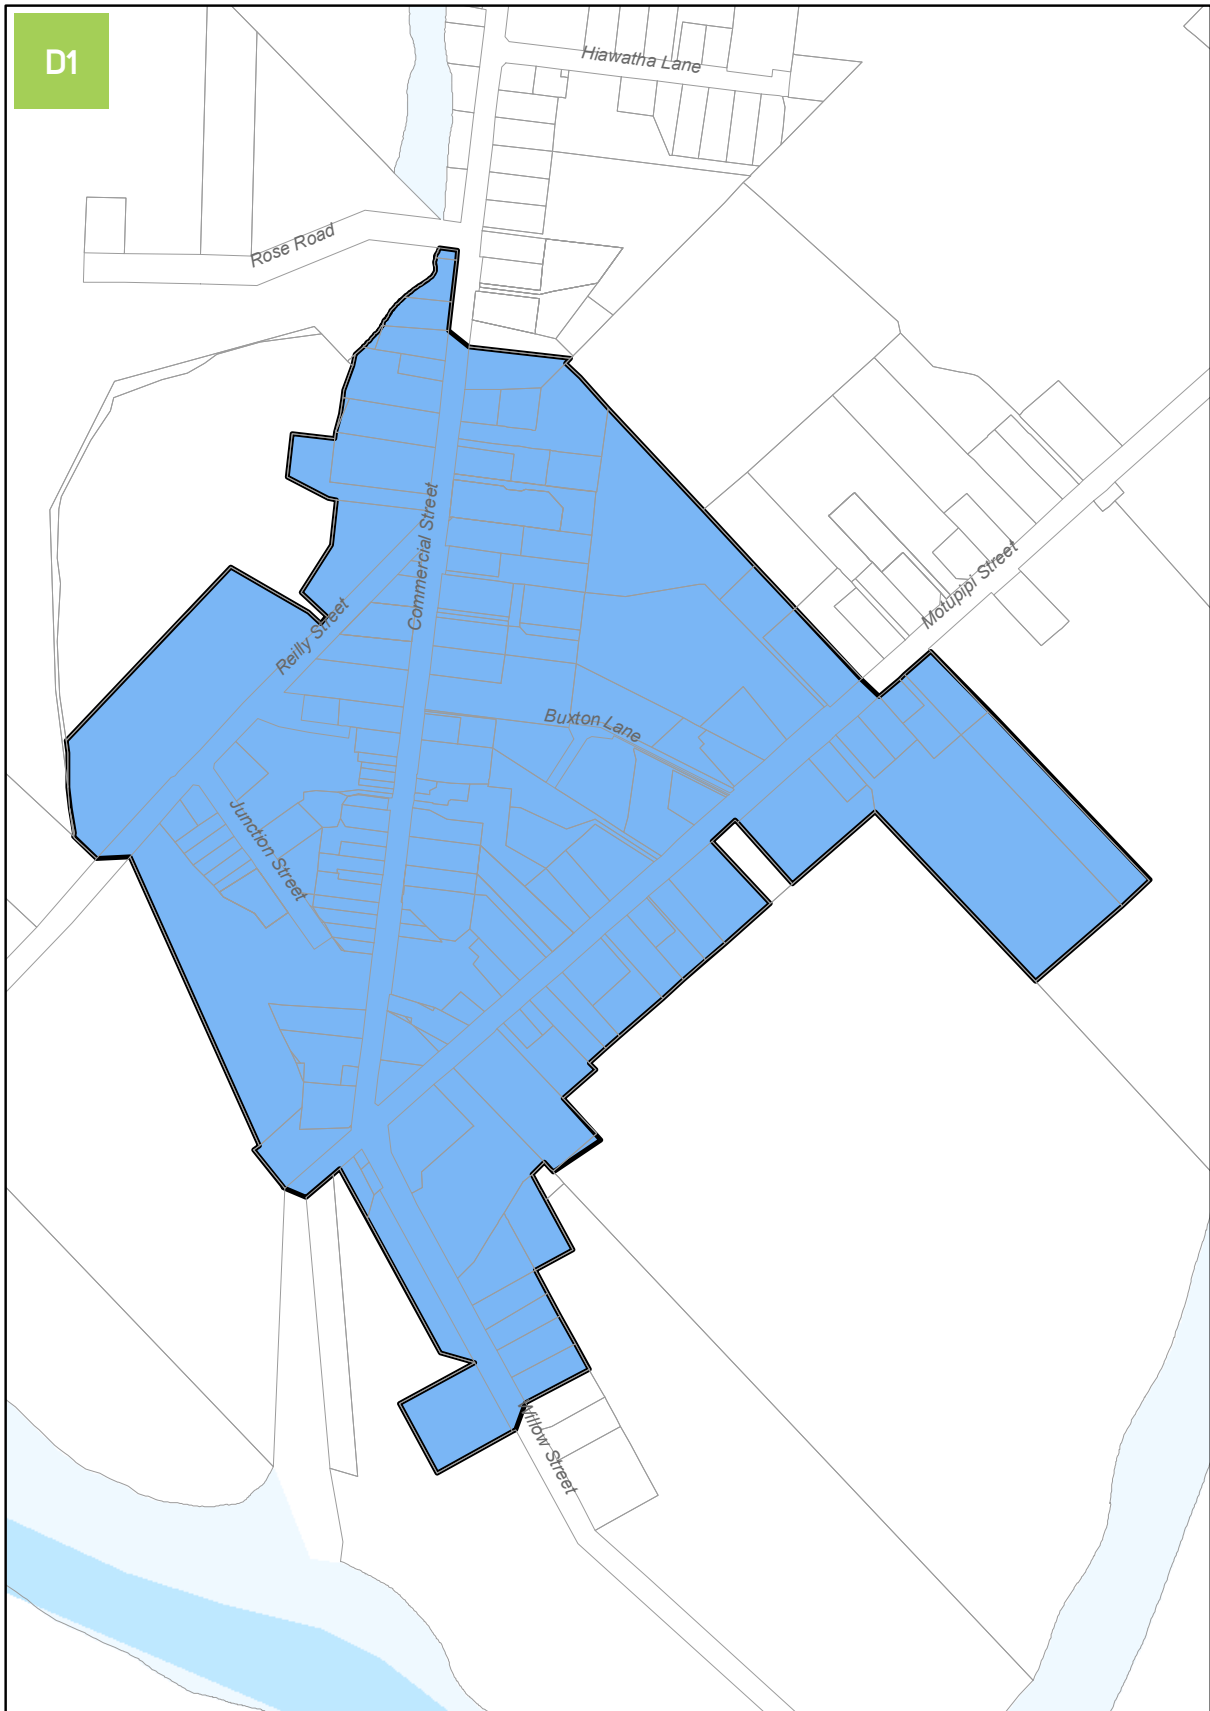 D1
Hiawatha Lane
Rose Road
Commercial Street
Motupipi Street
Reilly Street
Buxton Lane
Junction Street
Willow Street